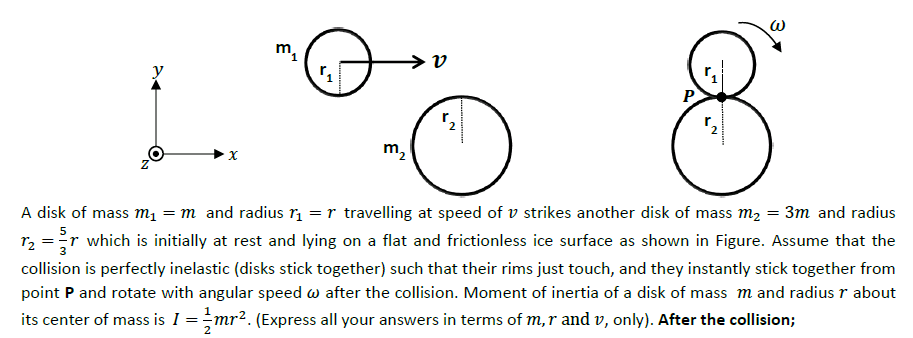 ω
m₁
v
r₁
r₁
y
P
r₂
r₂
m₂
x
z
A disk of mass m₁ = m and radius r₁ = r travelling at speed of v strikes another disk of mass m₂ = 3m and radius
r₂ = 5/3 r which is initially at rest and lying on a flat and frictionless ice surface as shown in Figure. Assume that the
collision is perfectly inelastic (disks stick together) such that their rims just touch, and they instantly stick together from
point P and rotate with angular speed ω after the collision. Moment of inertia of a disk of mass m and radius r about
its center of mass is I = 1/2 mr². (Express all your answers in terms of m, r and v, only). After the collision;